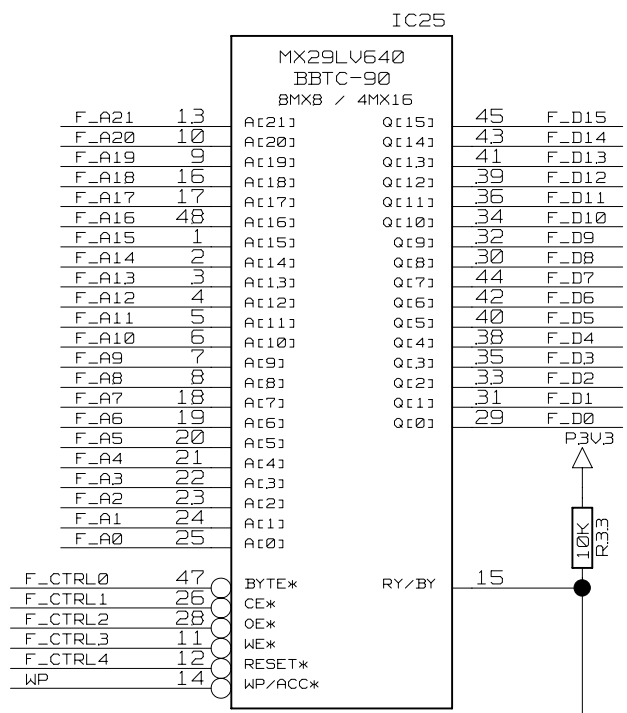 IC25
MX29LV640
BBTC-90
8MX8 / 4MX16
F_A21 13 A[21] Q[15] 45 F_D15
F_A20 10 A[20] Q[14] 43 F_D14
F_A19 9 A[19] Q[13] 41 F_D13
F_A18 16 A[18] Q[12] 39 F_D12
F_A17 17 A[17] Q[11] 36 F_D11
F_A16 48 A[16] Q[10] 34 F_D10
F_A15 1 A[15] Q[9] 32 F_D9
F_A14 2 A[14] Q[8] 30 F_D8
F_A13 3 A[13] Q[7] 44 F_D7
F_A12 4 A[12] Q[6] 42 F_D6
F_A11 5 A[11] Q[5] 40 F_D5
F_A10 6 A[10] Q[4] 38 F_D4
F_A9 7 A[9] Q[3] 35 F_D3
F_A8 8 A[8] Q[2] 33 F_D2
F_A7 18 A[7] Q[1] 31 F_D1
F_A6 19 A[6] Q[0] 29 F_D0
F_A5 20 A[5] P3V3
F_A4 21 A[4]
F_A3 22 A[3]
F_A2 23 A[2]
F_A1 24 A[1]
F_A0 25 A[0]
10K
R33
F_CTRL0 47 BYTE* RY/BY 15
F_CTRL1 26 CE*
F_CTRL2 28 OE*
F_CTRL3 11 WE*
F_CTRL4 12 RESET*
WP 14 WP/ACC*